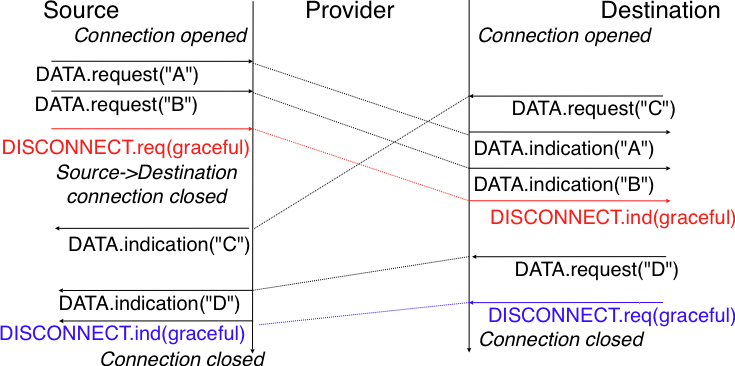 Source Provider Destination
Connection opened
Connection opened
DATA.request("A")
DATA.request("B")
DATA.request("C")
DISCONNECT.req(graceful)
DATA.indication("A")
Source->Destination
connection closed
DATA.indication("B")
DISCONNECT.ind(graceful)
DATA.indication("C")
DATA.request("D")
DATA.indication("D")
DISCONNECT.req(graceful)
DISCONNECT.ind(graceful)
Connection closed
Connection closed